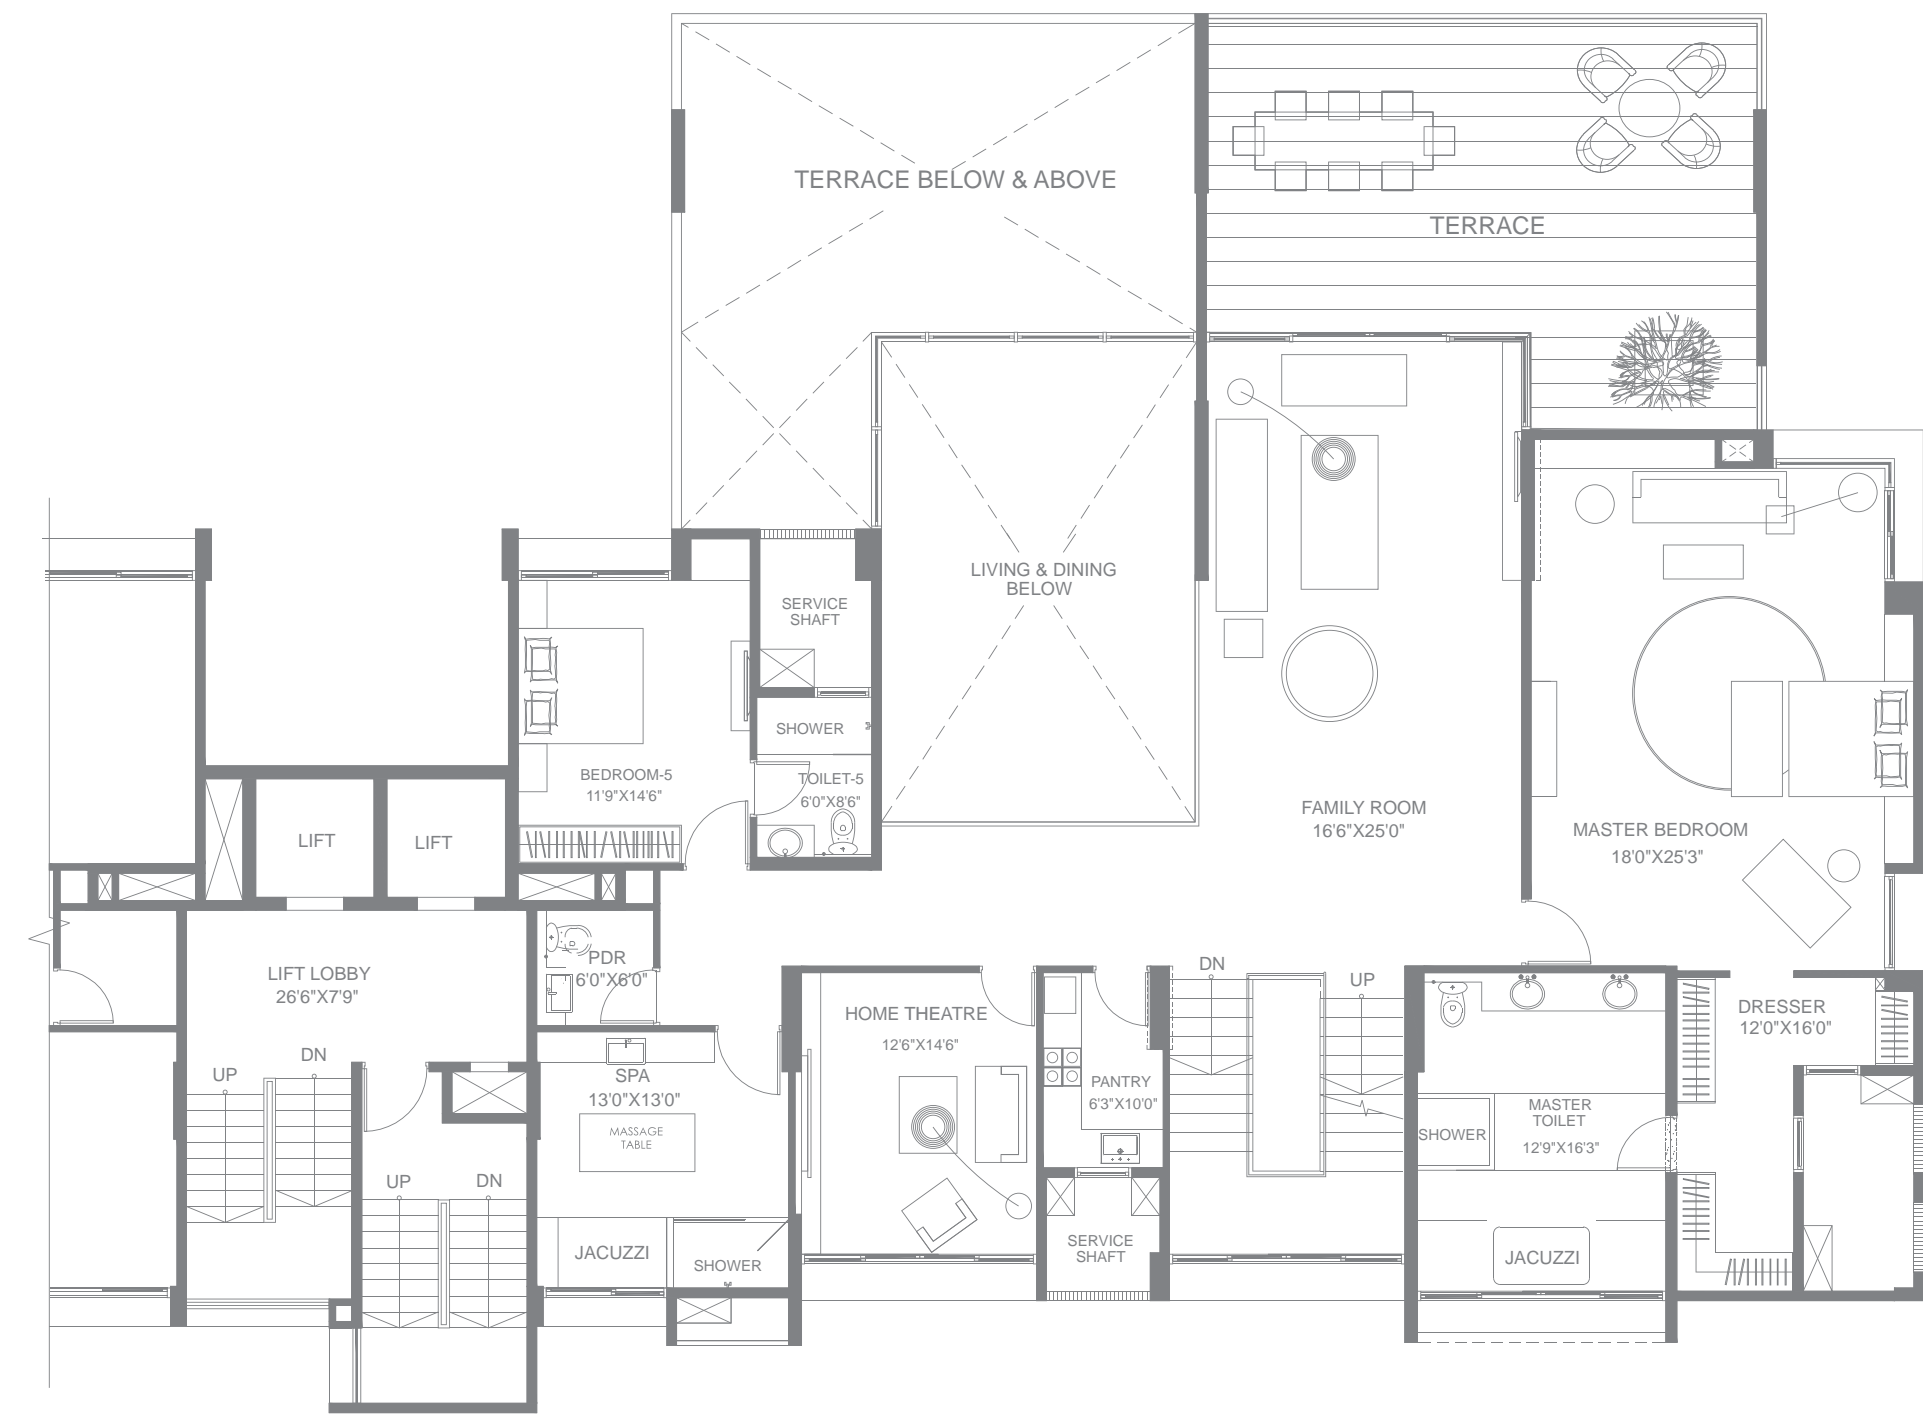 TERRACE BELOW & ABOVE
TERRACE
LIVING & DINING
BELOW
SERVICE
SHAFT
SHOWER
BEDROOM-5
11'9"X14'6"
TOILET-5
6'0"X8'6"
FAMILY ROOM
16'6"X25'0"
MASTER BEDROOM
18'0"X25'3"
LIFT
LIFT
LIFT LOBBY
26'6"X7'9"
PDR
6'0"X6'0"
DN
UP
HOME THEATRE
12'6"X14'6"
DRESSER
12'0"X16'0"
DN
UP
SPA
13'0"X13'0"
MASSAGE
TABLE
PANTRY
6'3"X10'0"
MASTER
TOILET
12'9"X16'3"
SHOWER
UP
DN
JACUZZI
SHOWER
SERVICE
SHAFT
JACUZZI